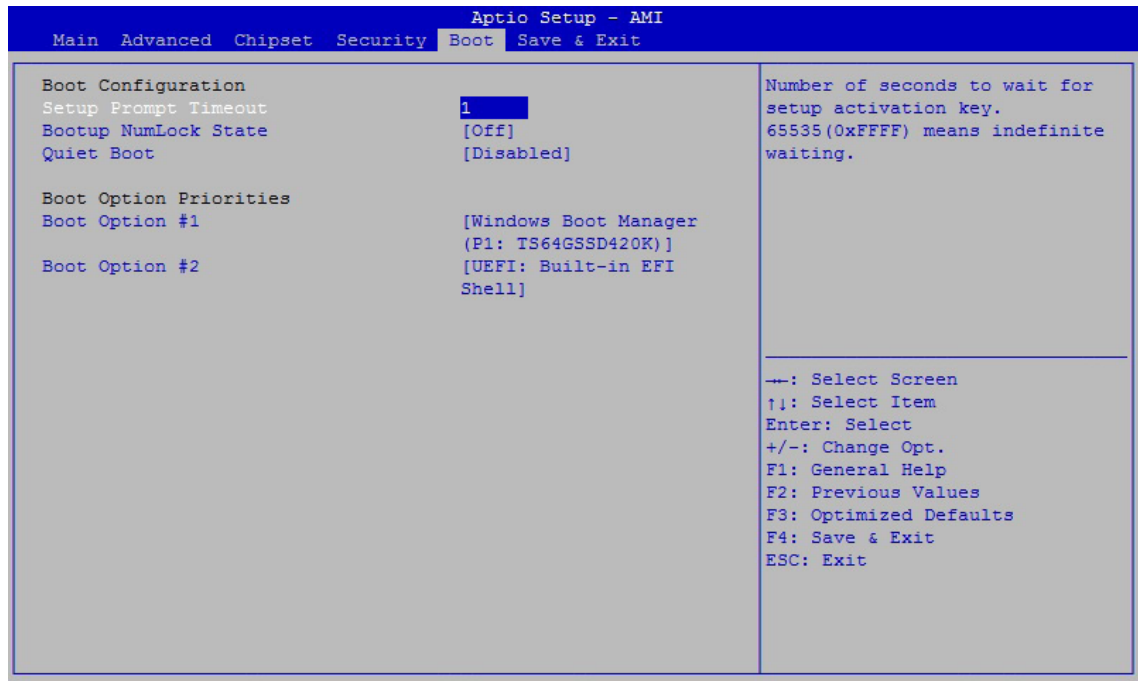 Aptio Setup - AMI
Main Advanced Chipset Security Boot Save & Exit
Boot Configuration
Setup Prompt Timeout 1
Bootup NumLock State [Off]
Quiet Boot [Disabled]
Boot Option Priorities
Boot Option #1 [Windows Boot Manager
(P1: TS64GSSD420K)]
Boot Option #2 [UEFI: Built-in EFI
Shell]
Number of seconds to wait for
setup activation key.
65535(0xFFFF) means indefinite
waiting.
→←: Select Screen
↑↓: Select Item
Enter: Select
+/-: Change Opt.
F1: General Help
F2: Previous Values
F3: Optimized Defaults
F4: Save & Exit
ESC: Exit